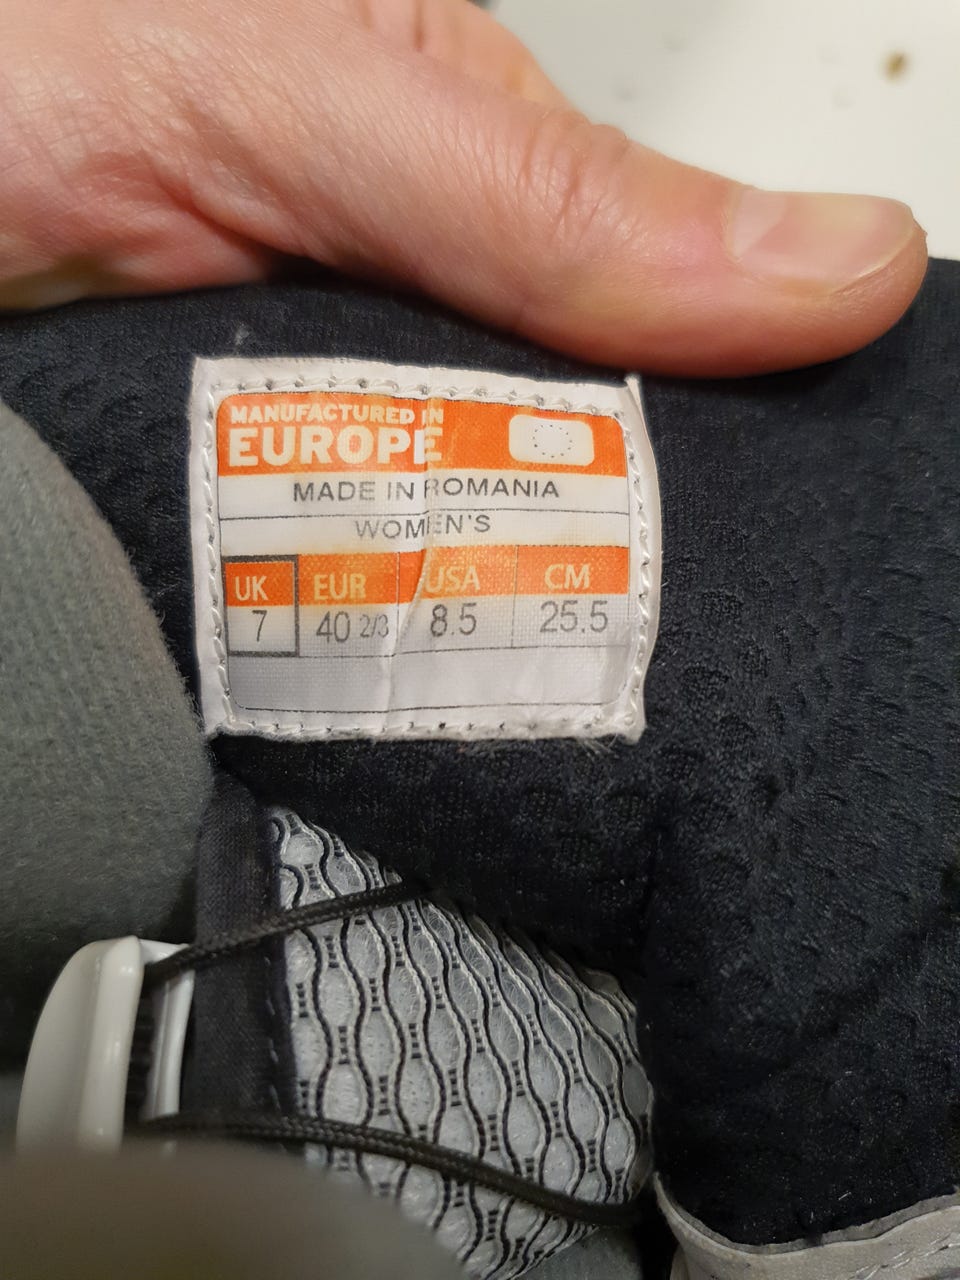 MANUFACTURED IN
EUROPE
MADE IN ROMANIA
WOMEN'S
UK EUR USA CM
7 40 2/3 8.5 25.5